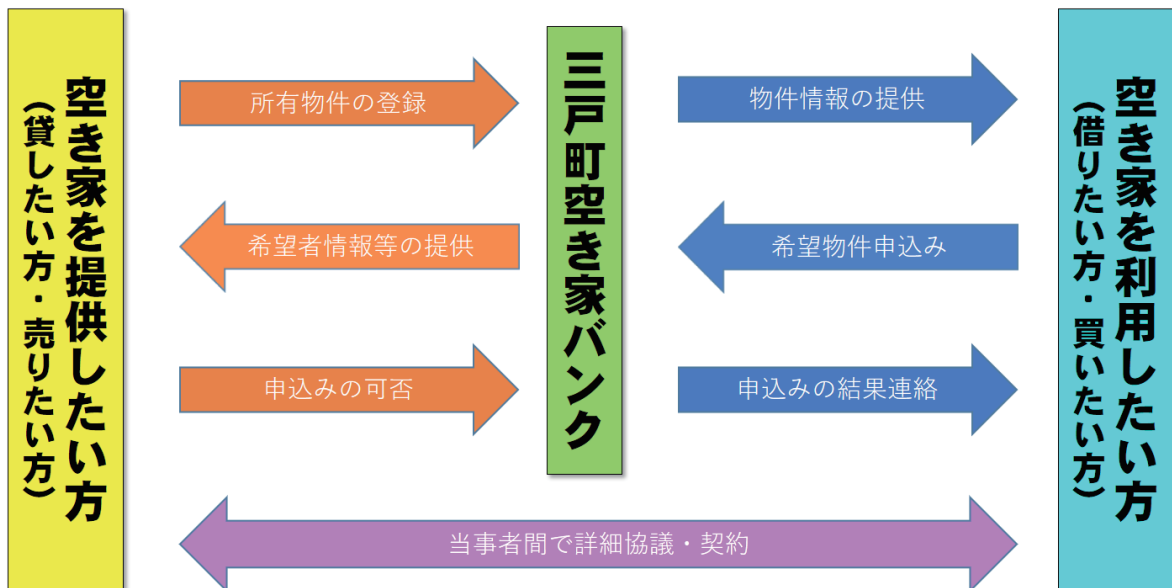 空き家を提供したい方
（貸したい方・売りたい方）
所有物件の登録
希望者情報等の提供
申込みの可否
三戸町空き家バンク
物件情報の提供
希望物件申込み
申込みの結果連絡
当事者間で詳細協議・契約
空き家を利用したい方
（借りたい方・買いたい方）